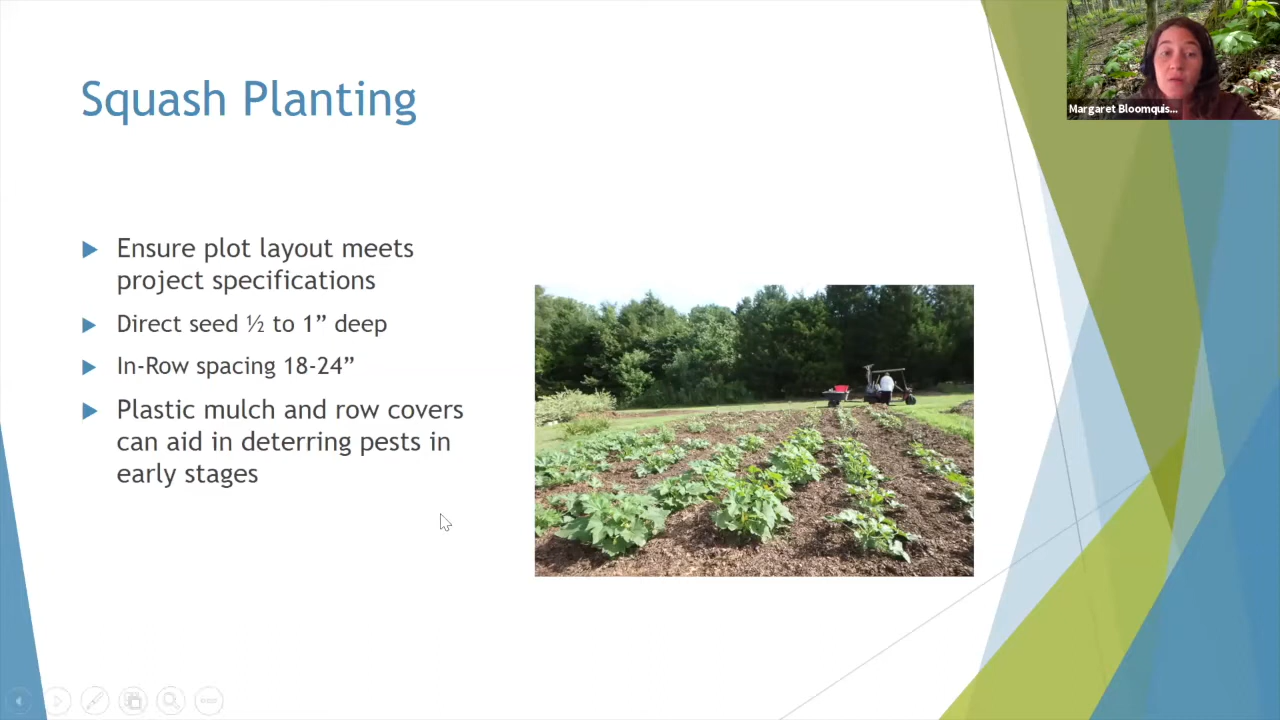 Squash Planting
Margaret Bloomquis...
Ensure plot layout meets
project specifications
Direct seed ½ to 1” deep
In-Row spacing 18-24”
Plastic mulch and row covers
can aid in deterring pests in
early stages